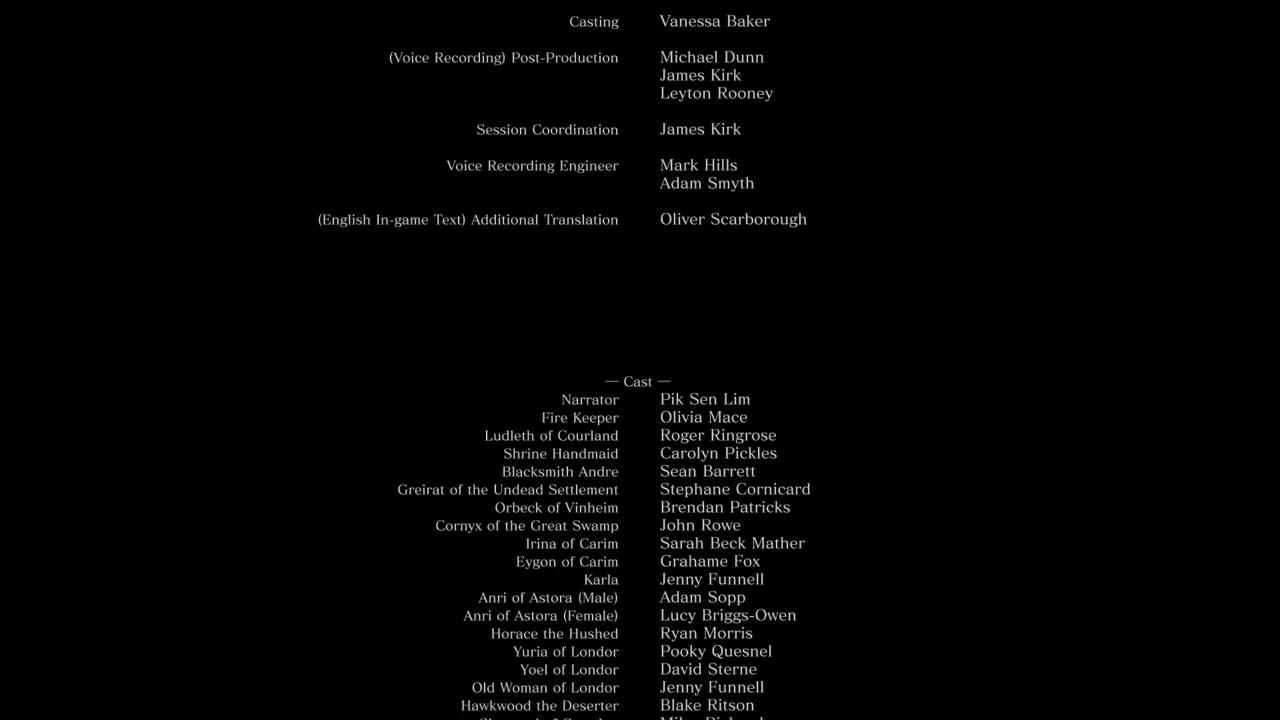 Casting Vanessa Baker
(Voice Recording) Post-Production Michael Dunn
James Kirk
Leyton Rooney
Session Coordination James Kirk
Voice Recording Engineer Mark Hills
Adam Smyth
(English In-game Text) Additional Translation Oliver Scarborough
— Cast —
Narrator Pik Sen Lim
Fire Keeper Olivia Mace
Ludleth of Courland Roger Ringrose
Shrine Handmaid Carolyn Pickles
Blacksmith Andre Sean Barrett
Greirat of the Undead Settlement Stephane Cornicard
Orbeck of Vinheim Brendan Patricks
Cornyx of the Great Swamp John Rowe
Irina of Carim Sarah Beck Mather
Eygon of Carim Grahame Fox
Karla Jenny Funnell
Anri of Astora (Male) Adam Sopp
Anri of Astora (Female) Lucy Briggs-Owen
Horace the Hushed Ryan Morris
Yuria of Londor Pooky Quesnel
Yoel of Londor David Sterne
Old Woman of Londor Jenny Funnell
Hawkwood the Deserter Blake Ritson